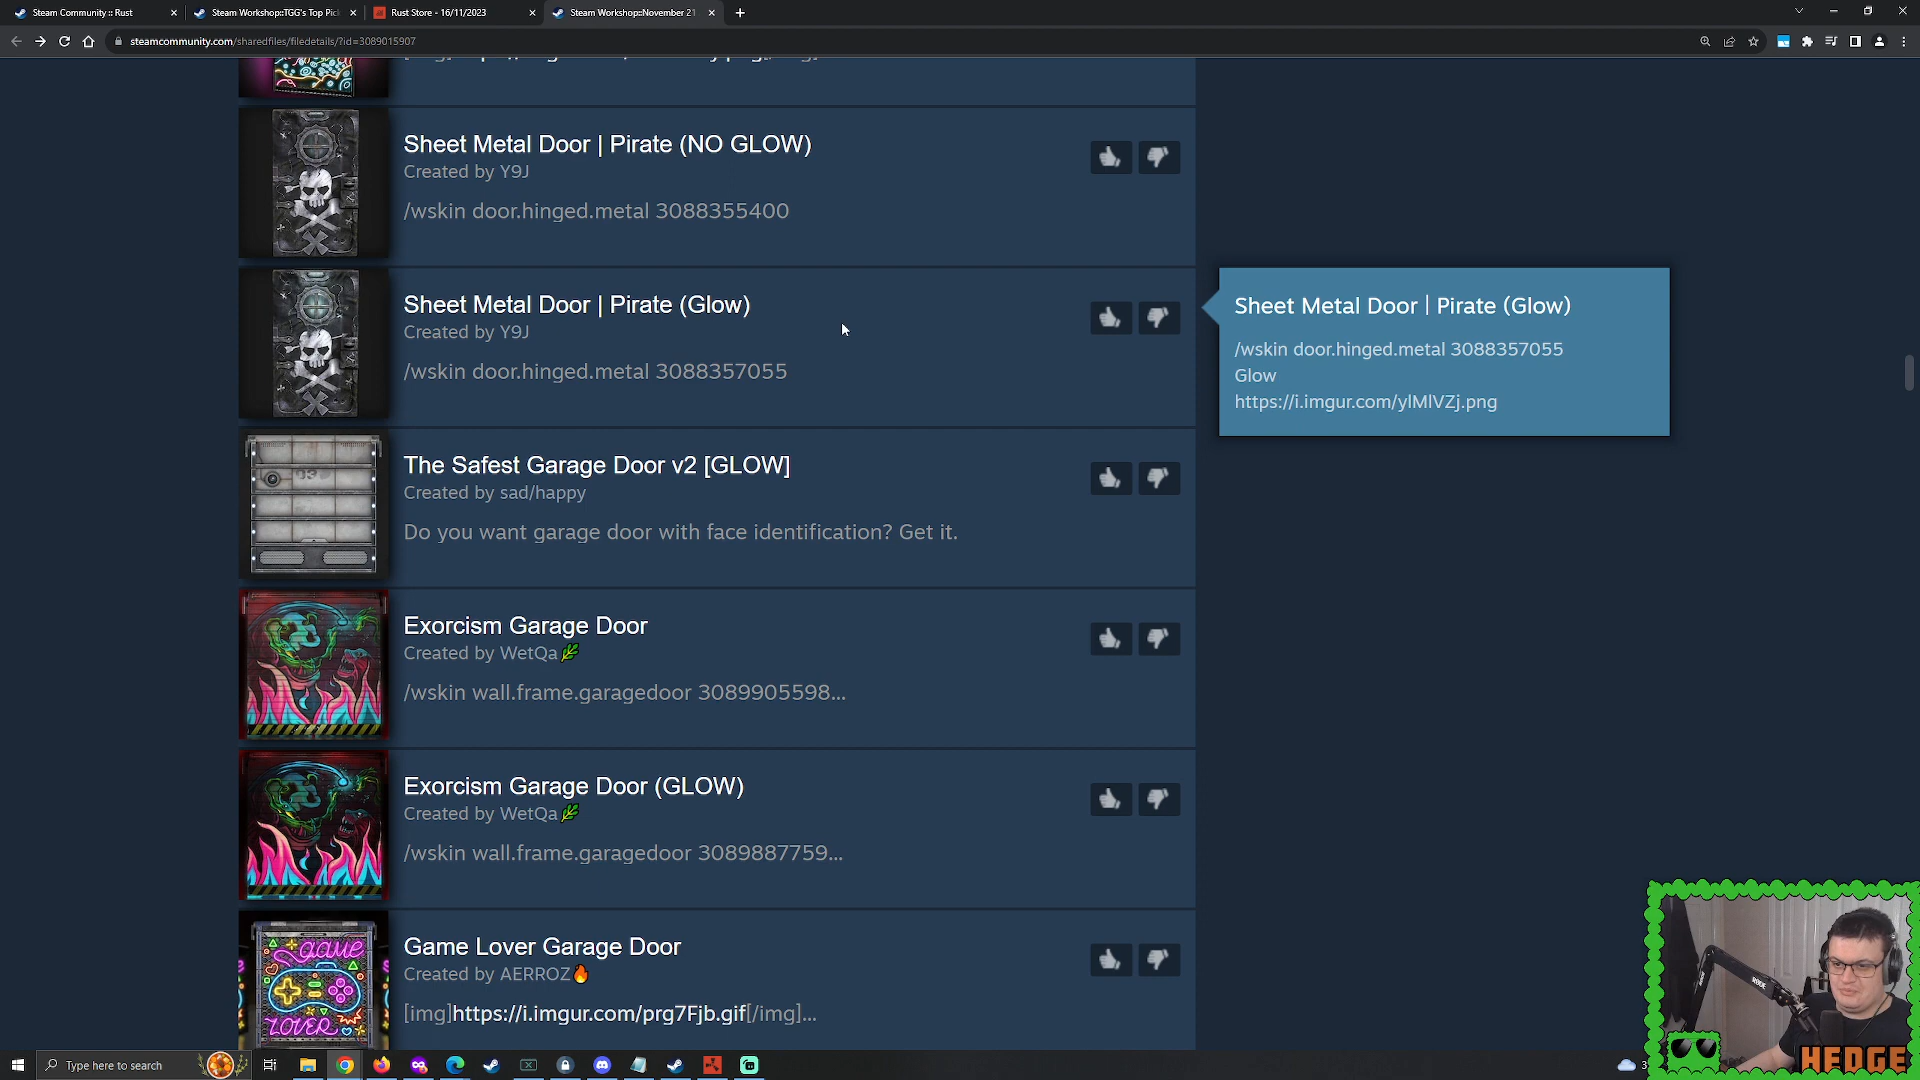 Steam Community :: Rust
Steam Workshop::TGG's Top Pic
Rust Store - 16/11/2023
Steam Workshop::November 21
steamcommunity.com/sharedfiles/filedetails/?id=3089015907
Sheet Metal Door | Pirate (NO GLOW)
Created by Y9J
/wskin door.hinged.metal 3088355400
Sheet Metal Door | Pirate (Glow)
Created by Y9J
/wskin door.hinged.metal 3088357055
Sheet Metal Door | Pirate (Glow)
/wskin door.hinged.metal 3088357055
Glow
https://i.imgur.com/ylMlVZj.png
The Safest Garage Door v2 [GLOW]
Created by sad/happy
Do you want garage door with face identification? Get it.
Exorcism Garage Door
Created by WetQa
/wskin wall.frame.garagedoor 3089905598...
Exorcism Garage Door (GLOW)
Created by WetQa
/wskin wall.frame.garagedoor 3089887759...
game
LOVER
Game Lover Garage Door
Created by AERROZ🔥
[img]https://i.imgur.com/prg7Fjb.gif[/img]...
RODE
HEDGE
Type here to search